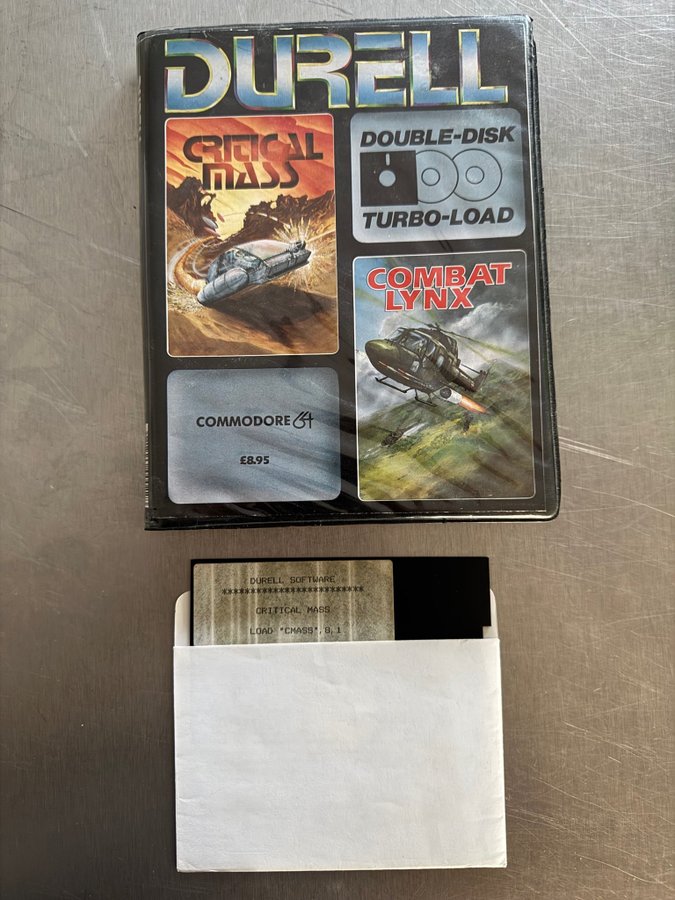 DURELL
CRITICAL
MASS
DOUBLE-DISK
TURBO-LOAD
COMBAT
LYNX
COMMODORE 64
£8.95
DURELL SOFTWARE
**************************
CRITICAL MASS
LOAD "CMASS",8,1